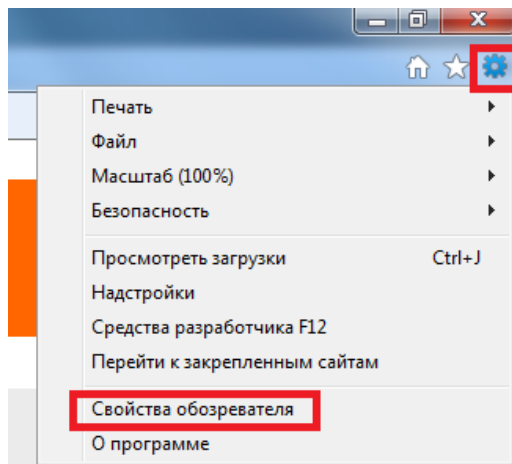 Печать
Файл
Масштаб (100%)
Безопасность
Просмотреть загрузки Ctrl+J
Надстройки
Средства разработчика F12
Перейти к закрепленным сайтам
Свойства обозревателя
О программе